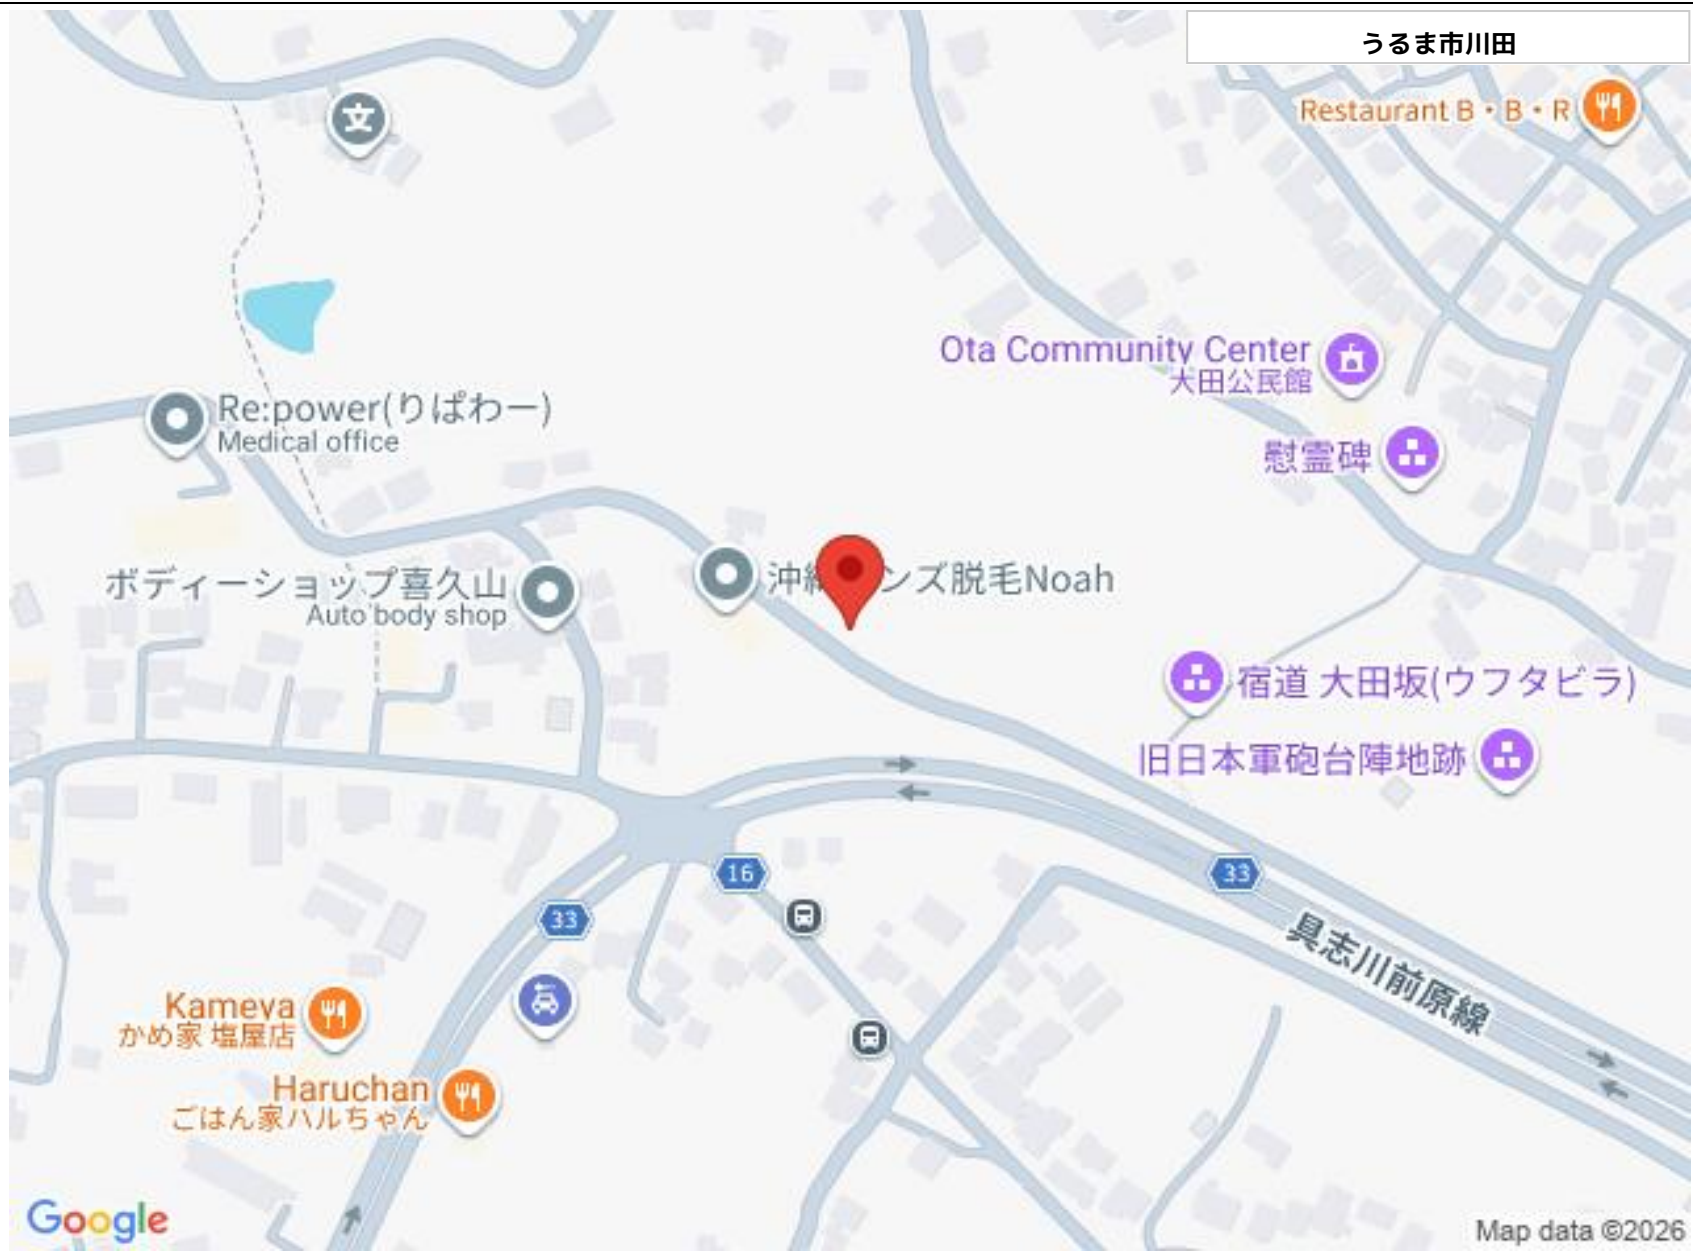 うるま市川田
Restaurant B・B・R
文
Ota Community Center
大田公民館
Re:power(りぱわー)
Medical office
慰霊碑
沖縄 ンズ脱毛Noah
ボディーショップ喜久山
Auto body shop
宿道 大田坂(ウフタビラ)
旧日本軍砲台陣地跡
16
33
33
具志川前原線
Kameya
かめ家 塩屋店
Haruchan
ごはん家ハルちゃん
Google
Map data ©2026